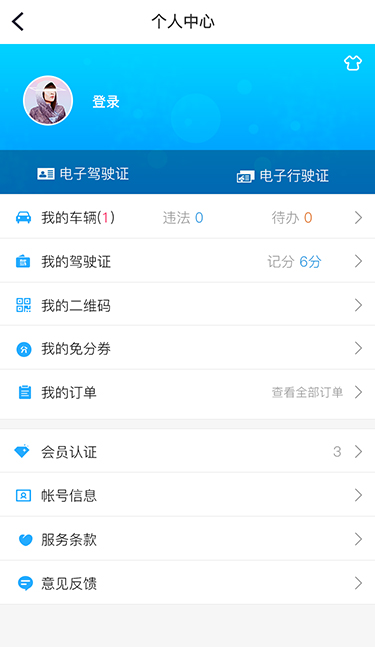 个人中心
登录
电子驾驶证 电子行驶证
我的车辆(1) 违法 0 待办 0
我的驾驶证 记分 6分
我的二维码
我的免分券
我的订单 查看全部订单
会员认证 3
帐号信息
服务条款
意见反馈